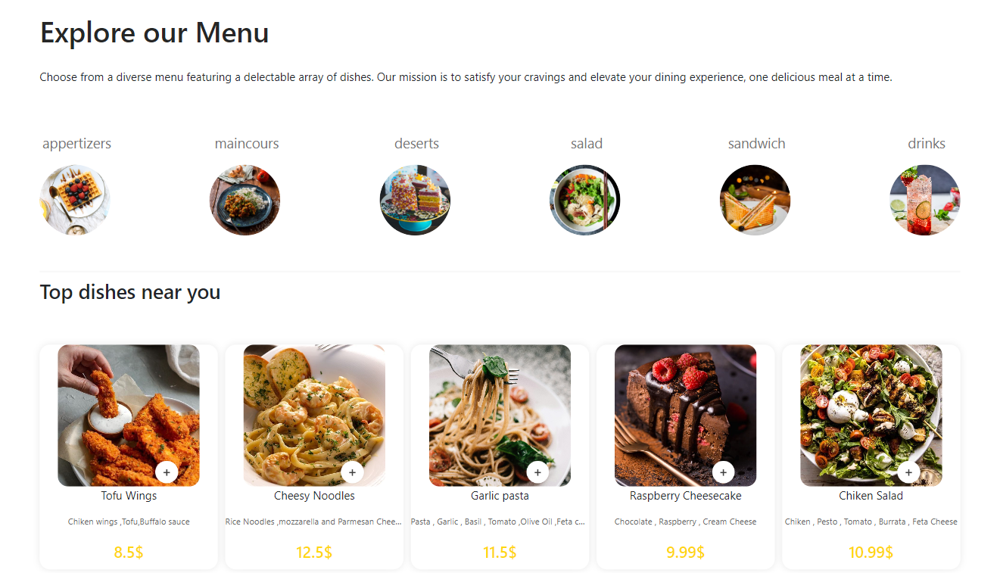 Explore our Menu
Choose from a diverse menu featuring a delectable array of dishes. Our mission is to satisfy your cravings and elevate your dining experience, one delicious meal at a time.
appertizers
maincours
deserts
salad
sandwich
drinks
Top dishes near you
+
+
+
+
+
Tofu Wings
Cheesy Noodles
Garlic pasta
Raspberry Cheesecake
Chiken Salad
Chiken wings ,Tofu,Buffalo sauce
Rice Noodles ,mozzarella and Parmesan Chee...
Pasta , Garlic , Basil , Tomato ,Olive Oil ,Feta c...
Chocolate , Raspberry , Cream Cheese
Chiken , Pesto , Tomato , Burrata , Feta Cheese
8.5$
12.5$
11.5$
9.99$
10.99$